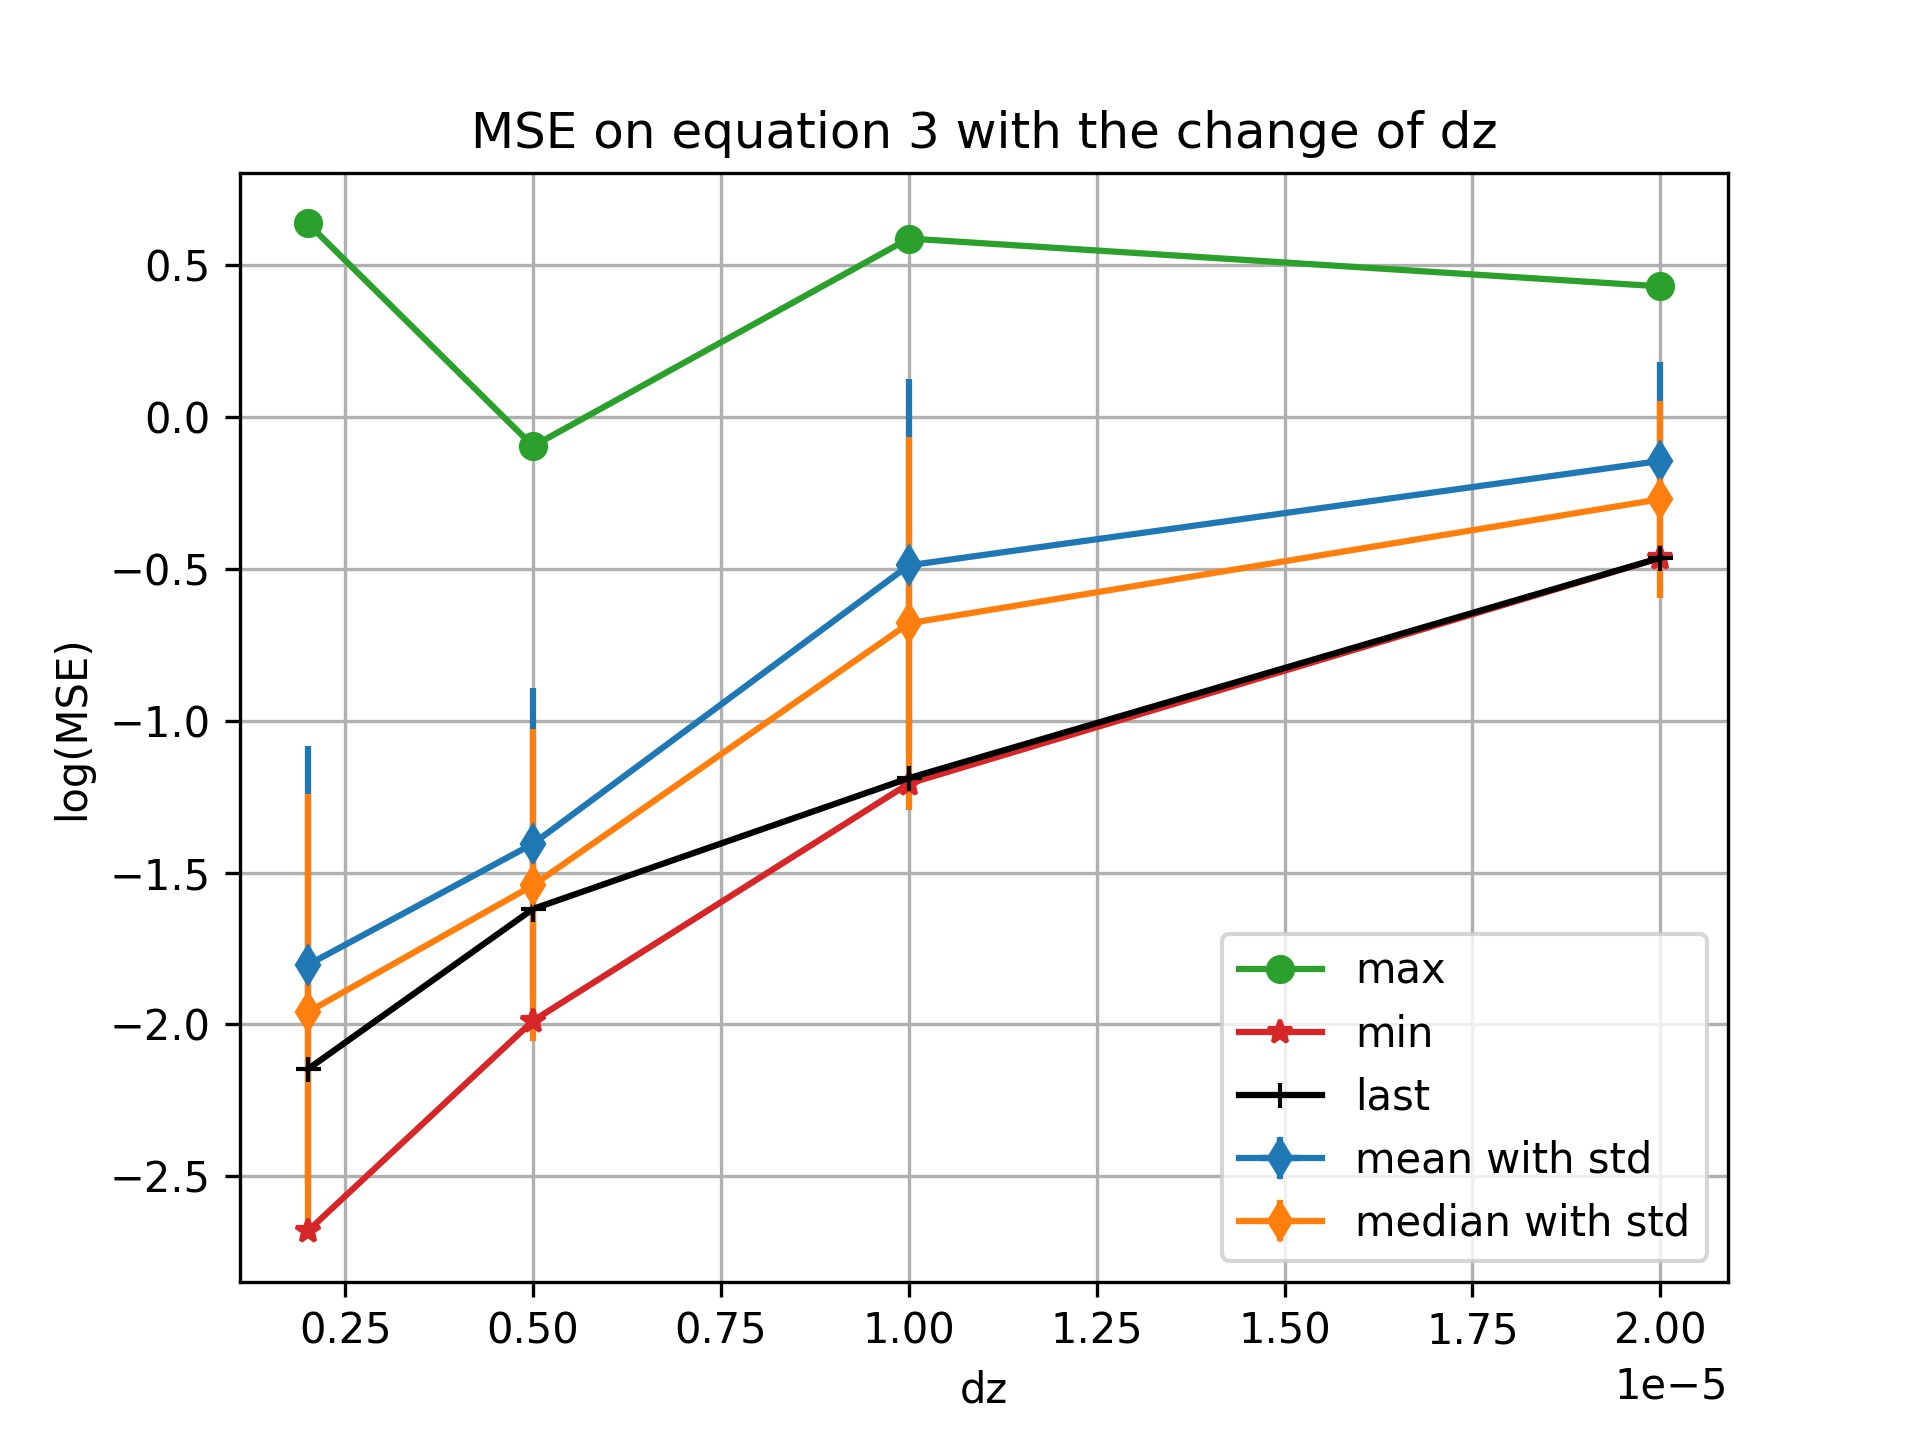 MSE on equation 3 with the change of dz
0.5
0.0
−0.5
−1.0
−1.5
−2.0
−2.5
log(MSE)
max
min
last
mean with std
median with std
0.25 0.50 0.75 1.00 1.25 1.50 1.75 2.00
1e−5
dz